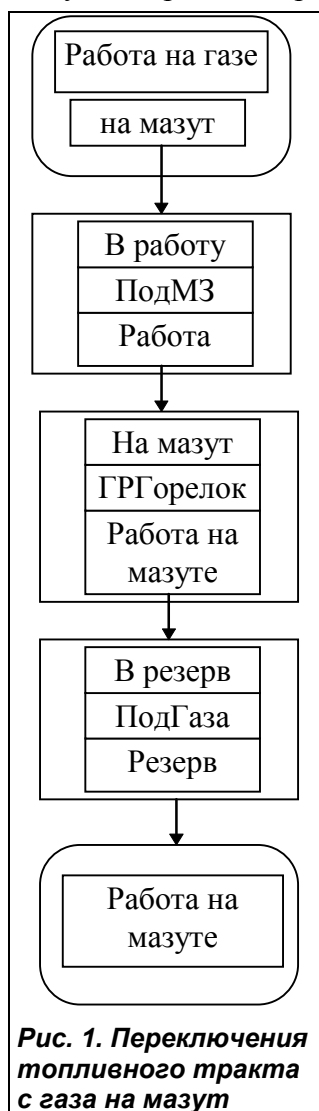 Работа на газе
на мазут
В работу
ПодМЗ
Работа
На мазут
ГРГорелок
Работа на
мазуте
В резерв
ПодГаза
Резерв
Работа на
мазуте
Рис. 1. Переключения
топливного тракта
с газа на мазут